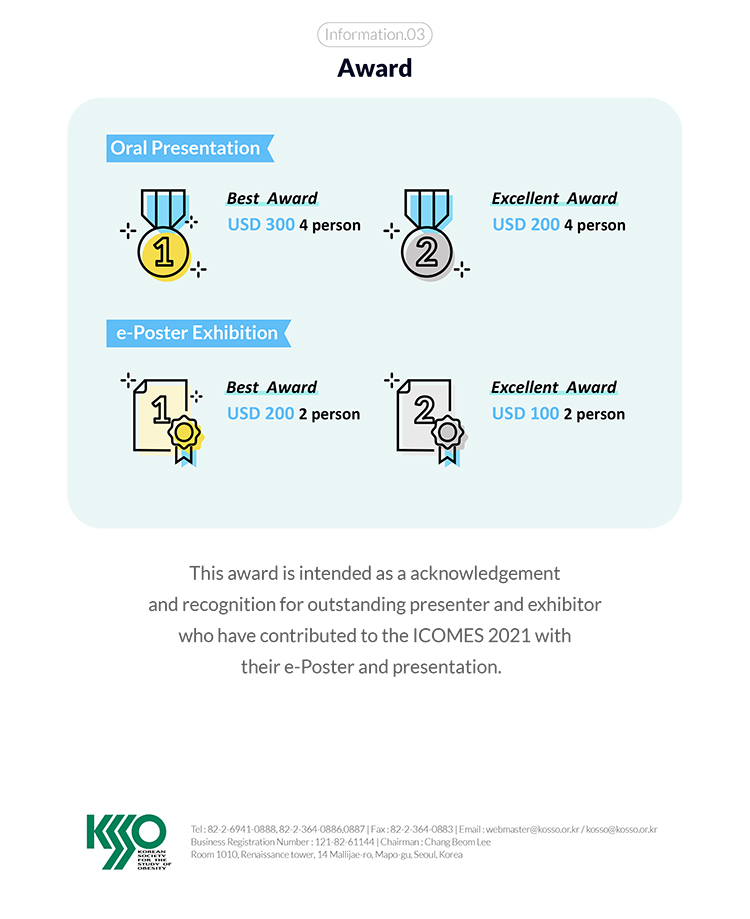 Information.03
Award
Oral Presentation
1
Best Award
USD 300 4 person
2
Excellent Award
USD 200 4 person
e-Poster Exhibition
1
Best Award
USD 200 2 person
2
Excellent Award
USD 100 2 person
This award is intended as a acknowledgement
and recognition for outstanding presenter and exhibitor
who have contributed to the ICOMES 2021 with
their e-Poster and presentation.
KSSO
KOREAN
SOCIETY
FOR THE
STUDY OF
OBESITY
Tel : 82-2-6941-0888, 82-2-364-0886,0887 | Fax : 82-2-364-0883 | Email : webmaster@kosso.or.kr / kosso@kosso.or.kr
Business Registration Number : 121-82-61144 | Chairman : Chang Beom Lee
Room 1010, Renaissance tower, 14 Mallijae-ro, Mapo-gu, Seoul, Korea